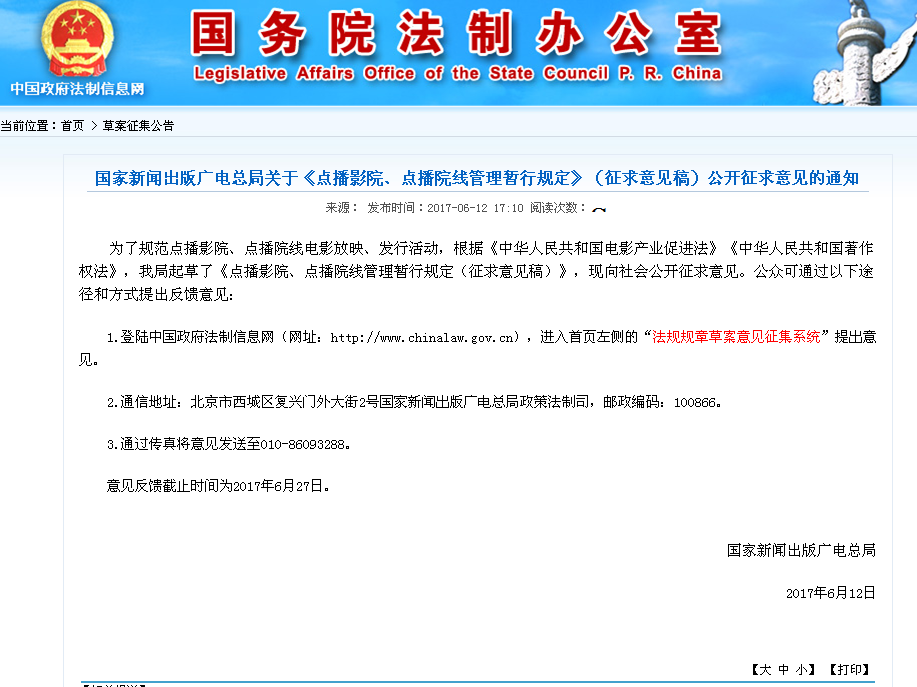 国务院法制办公室
Legislative Affairs Office of the State Council P. R. China
中国政府法制信息网
当前位置：首页 > 草案征集公告
国家新闻出版广电总局关于《点播影院、点播院线管理暂行规定》（征求意见稿）公开征求意见的通知
来源： 发布时间：2017-06-12 17:10 阅读次数：
为了规范点播影院、点播院线电影放映、发行活动，根据《中华人民共和国电影产业促进法》《中华人民共和国著作
权法》，我局起草了《点播影院、点播院线管理暂行规定（征求意见稿）》，现向社会公开征求意见。公众可通过以下途
径和方式提出反馈意见：
1.登陆中国政府法制信息网（网址：http://www.chinalaw.gov.cn），进入首页左侧的“法规规章草案意见征集系统”提出意
见。
2.通信地址：北京市西城区复兴门外大街2号国家新闻出版广电总局政策法制司，邮政编码：100866。
3.通过传真将意见发送至010-86093288。
意见反馈截止时间为2017年6月27日。
国家新闻出版广电总局
2017年6月12日
【大 中 小】 【打印】